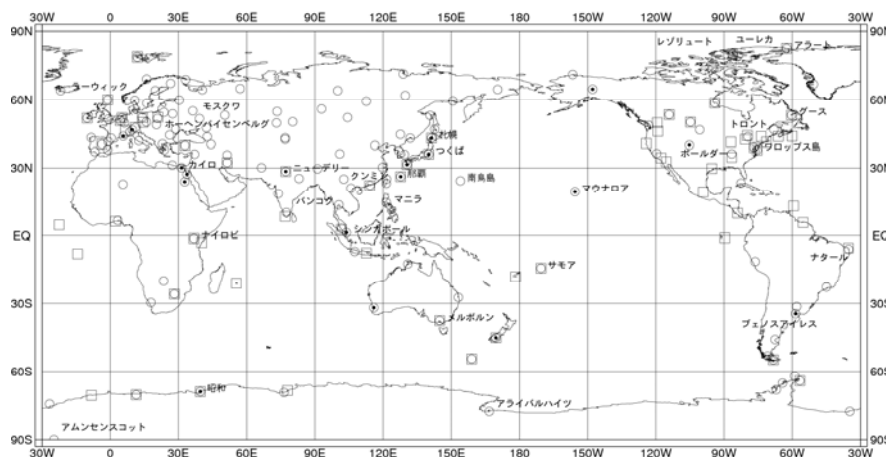 30W 0 30E 60E 90E 120E 150E 180 150W 120W 90W 60W 30W
90N 90N
レゾリュート ユーレカ アラート
ラーウィック
60N 60N
モスクワ グース
ホーヘンパイセンベルグ 札幌 トロント
つくば ボールダー ワロップス島
30N カイロ ニューデリー クンミン 那覇 南鳥島 30N
バンコク マニラ マウナロア
EQ ナイロビ シンガポール EQ
サモア ナタール
30S 30S
メルボルン ブエノスアイレス
60S 60S
昭和 アライバルハイツ
アムンセンスコット
90S 90S
30W 0 30E 60E 90E 120E 150E 180 150W 120W 90W 60W 30W